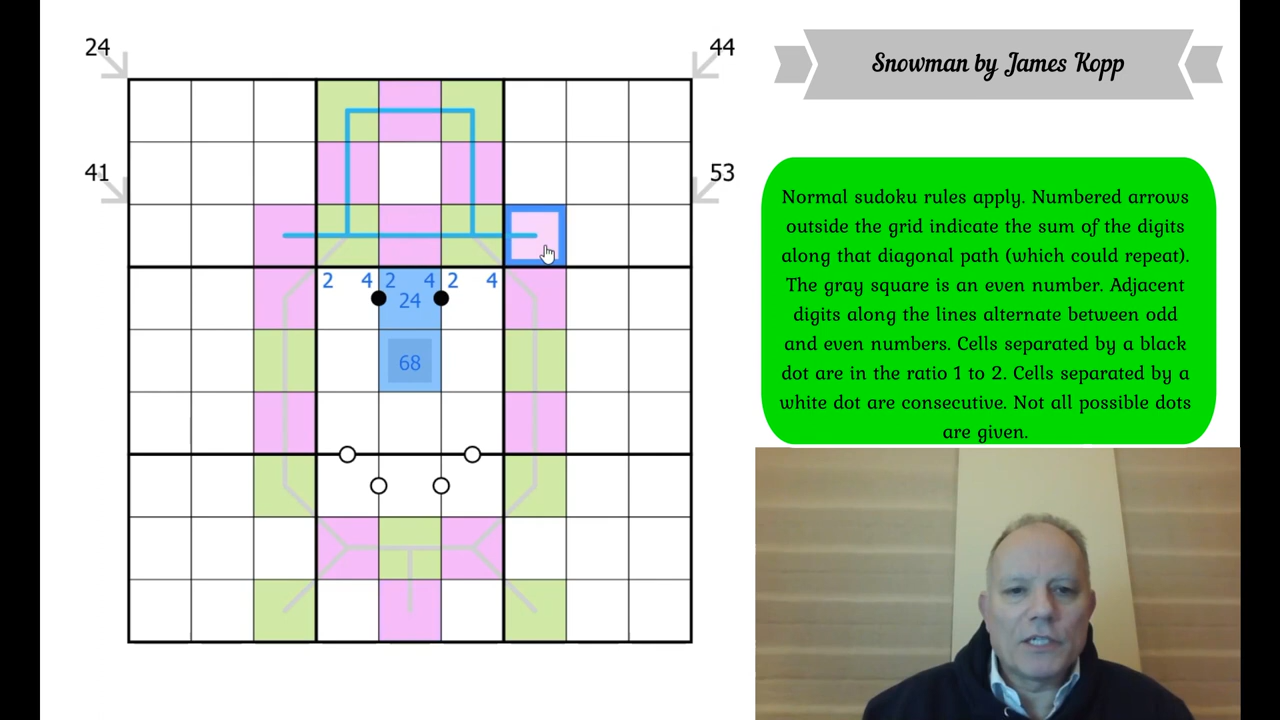 24
44
Snowman by James Kopp
41
53
Normal sudoku rules apply. Numbered arrows
outside the grid indicate the sum of the digits
along that diagonal path (which could repeat).
The gray square is an even number. Adjacent
digits along the lines alternate between odd
and even numbers. Cells separated by a black
dot are in the ratio 1 to 2. Cells separated by a
white dot are consecutive. Not all possible dots
are given.
2 4 2 4 2 4
24
68